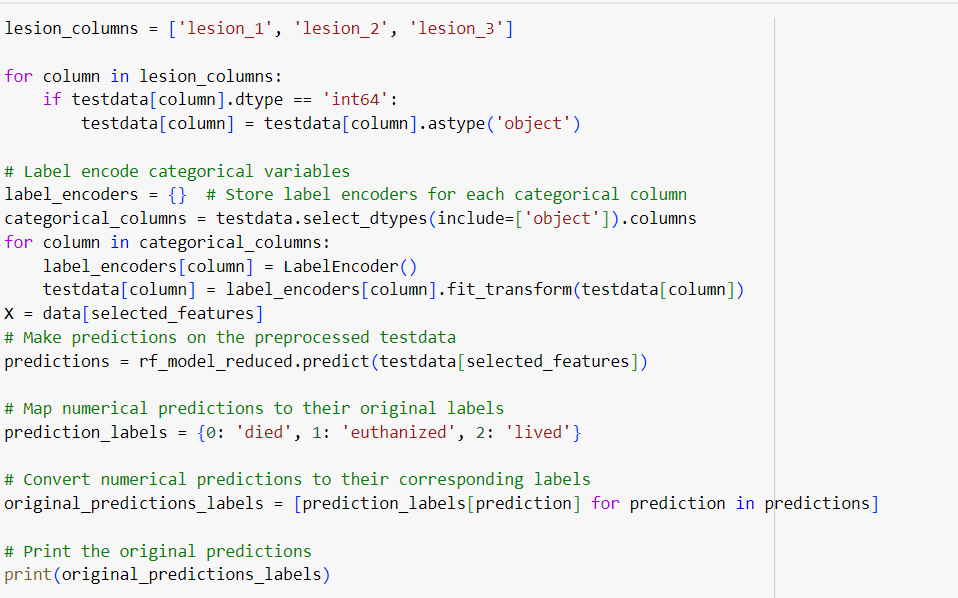 lesion_columns = ['lesion_1', 'lesion_2', 'lesion_3']
for column in lesion_columns:
    if testdata[column].dtype == 'int64':
        testdata[column] = testdata[column].astype('object')
# Label encode categorical variables
label_encoders = {}  # Store label encoders for each categorical column
categorical_columns = testdata.select_dtypes(include=['object']).columns
for column in categorical_columns:
    label_encoders[column] = LabelEncoder()
    testdata[column] = label_encoders[column].fit_transform(testdata[column])
X = data[selected_features]
# Make predictions on the preprocessed testdata
predictions = rf_model_reduced.predict(testdata[selected_features])
# Map numerical predictions to their original labels
prediction_labels = {0: 'died', 1: 'euthanized', 2: 'lived'}
# Convert numerical predictions to their corresponding labels
original_predictions_labels = [prediction_labels[prediction] for prediction in predictions]
# Print the original predictions
print(original_predictions_labels)